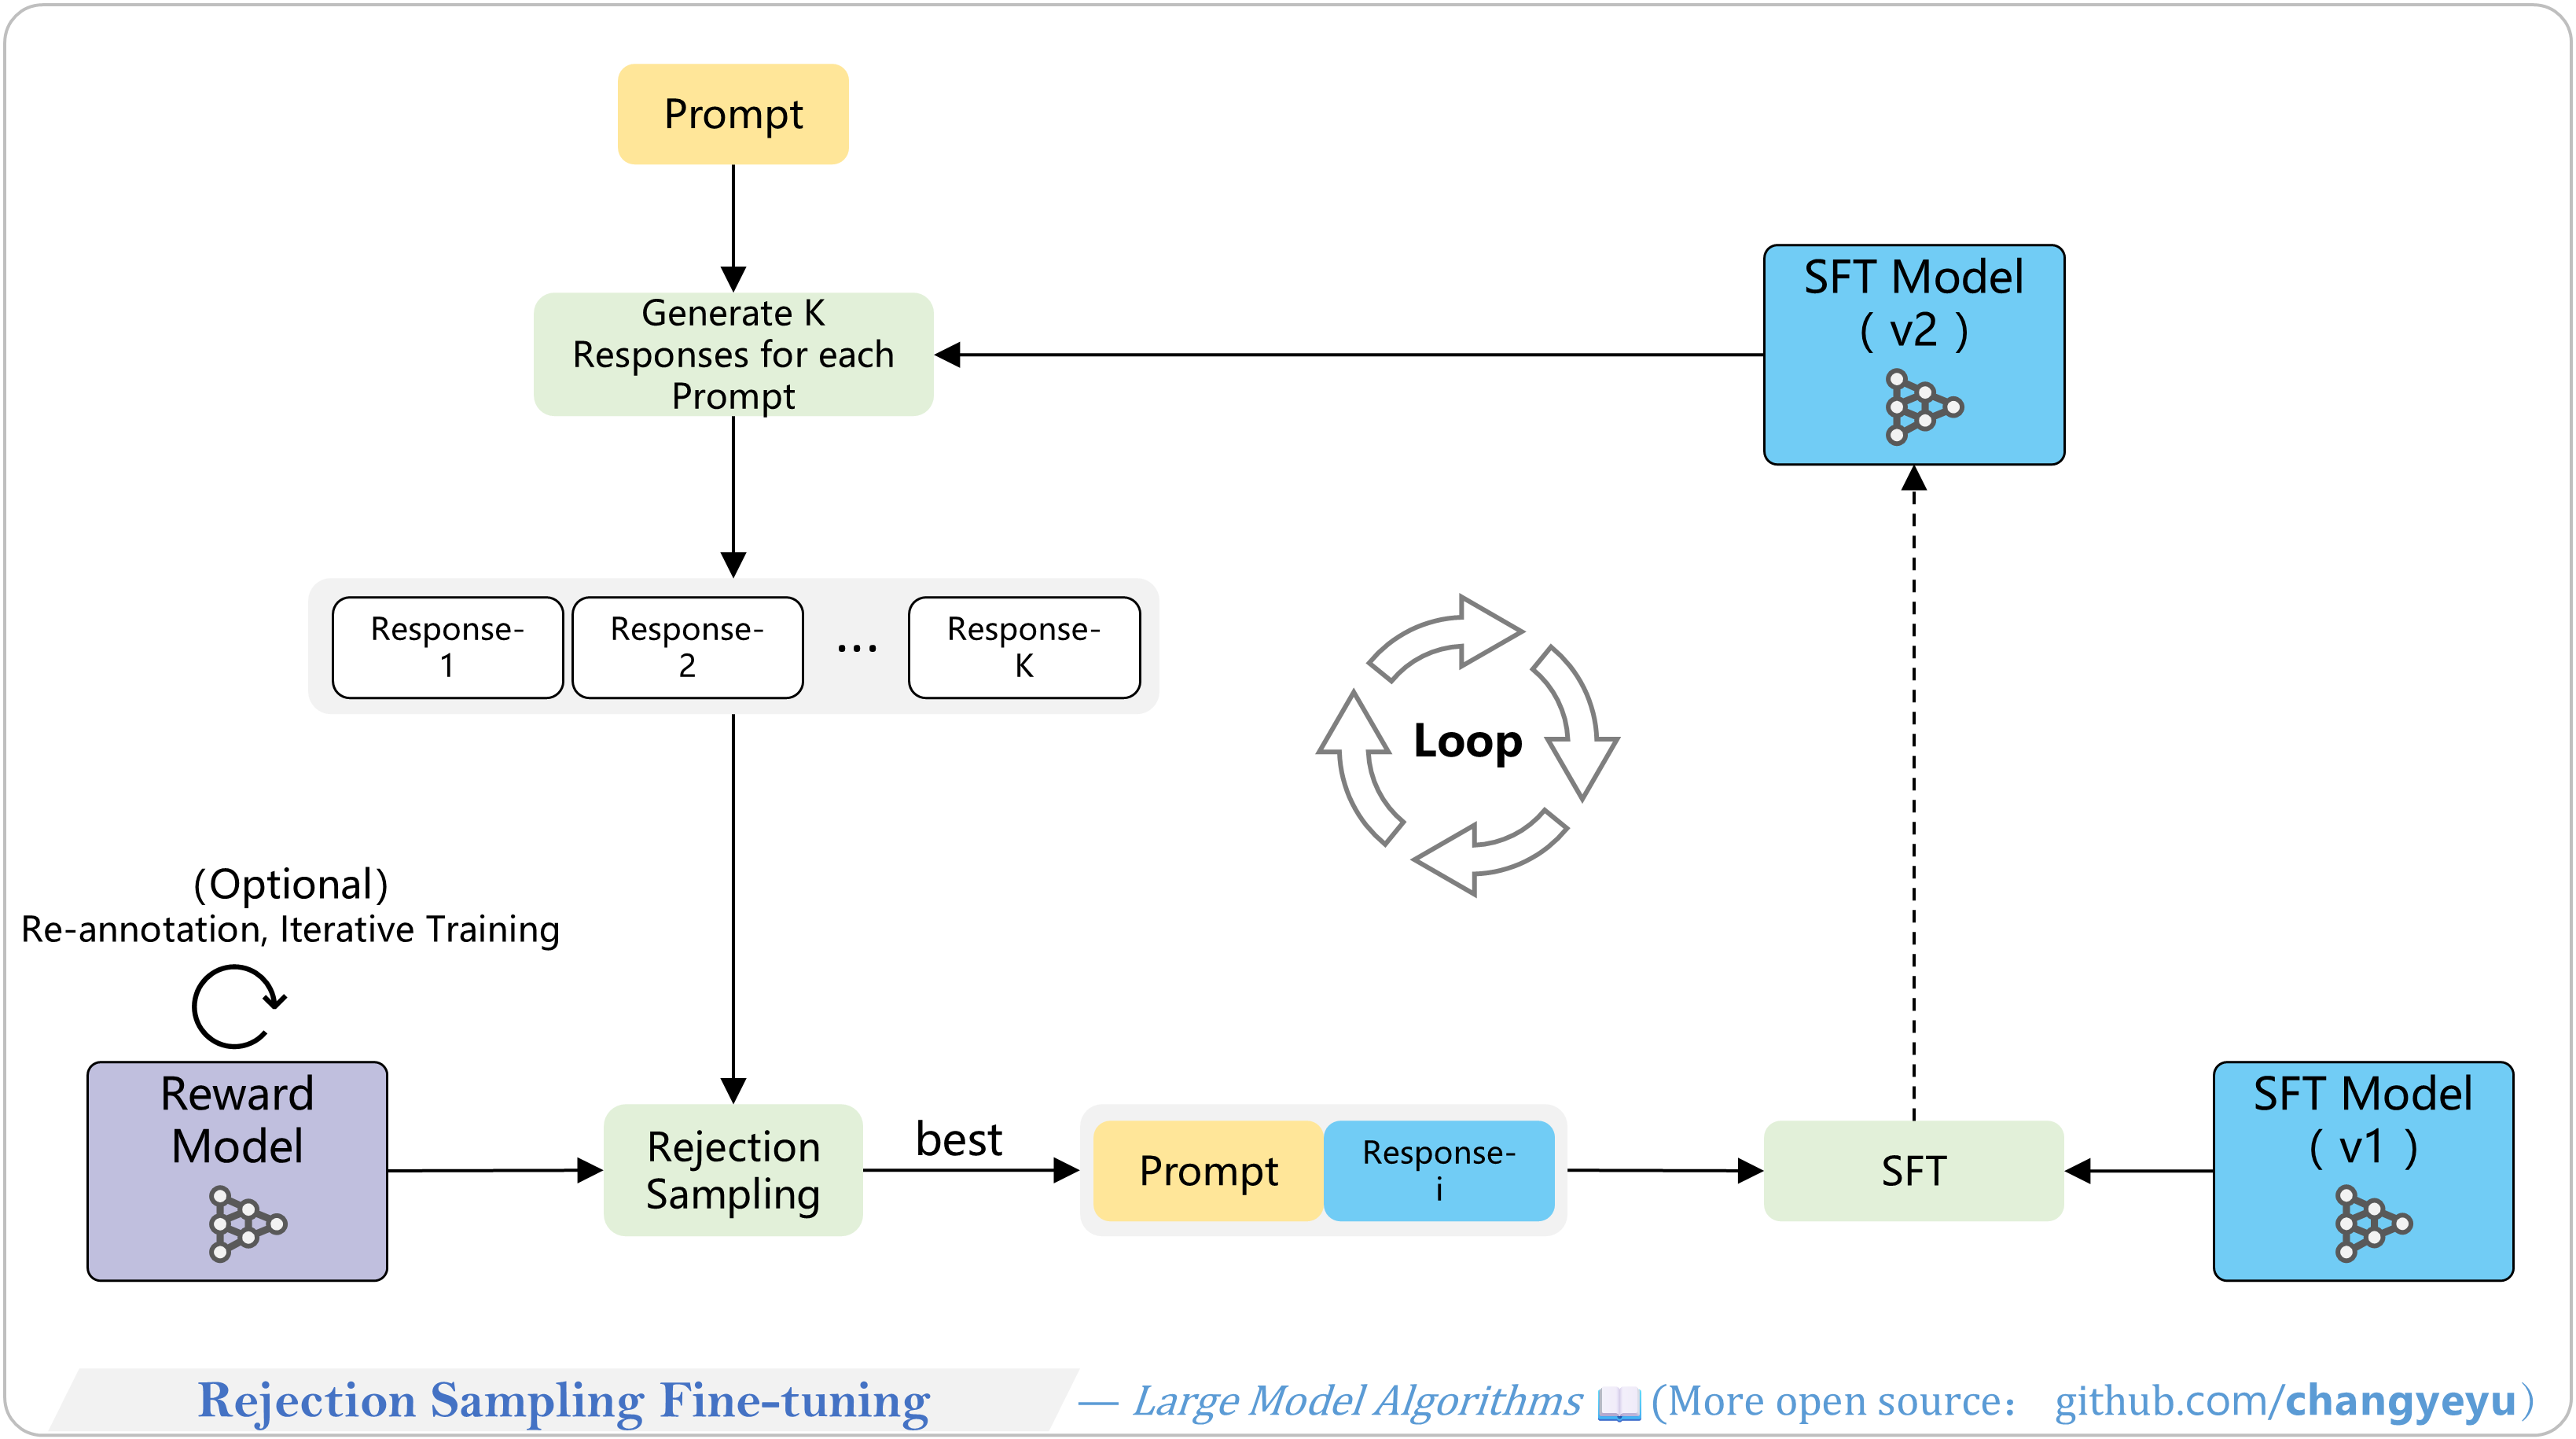 Prompt
Generate K
Responses for each
Prompt
SFT Model
( v2 )
Response-
1
Response-
2
...
Response-
K
Loop
(Optional)
Re-annotation, Iterative Training
Reward
Model
Rejection
Sampling
best
Prompt
Response-
i
SFT
SFT Model
( v1 )
Rejection Sampling Fine-tuning
— Large Model Algorithms 📖 (More open source： github.com/changyeyu)